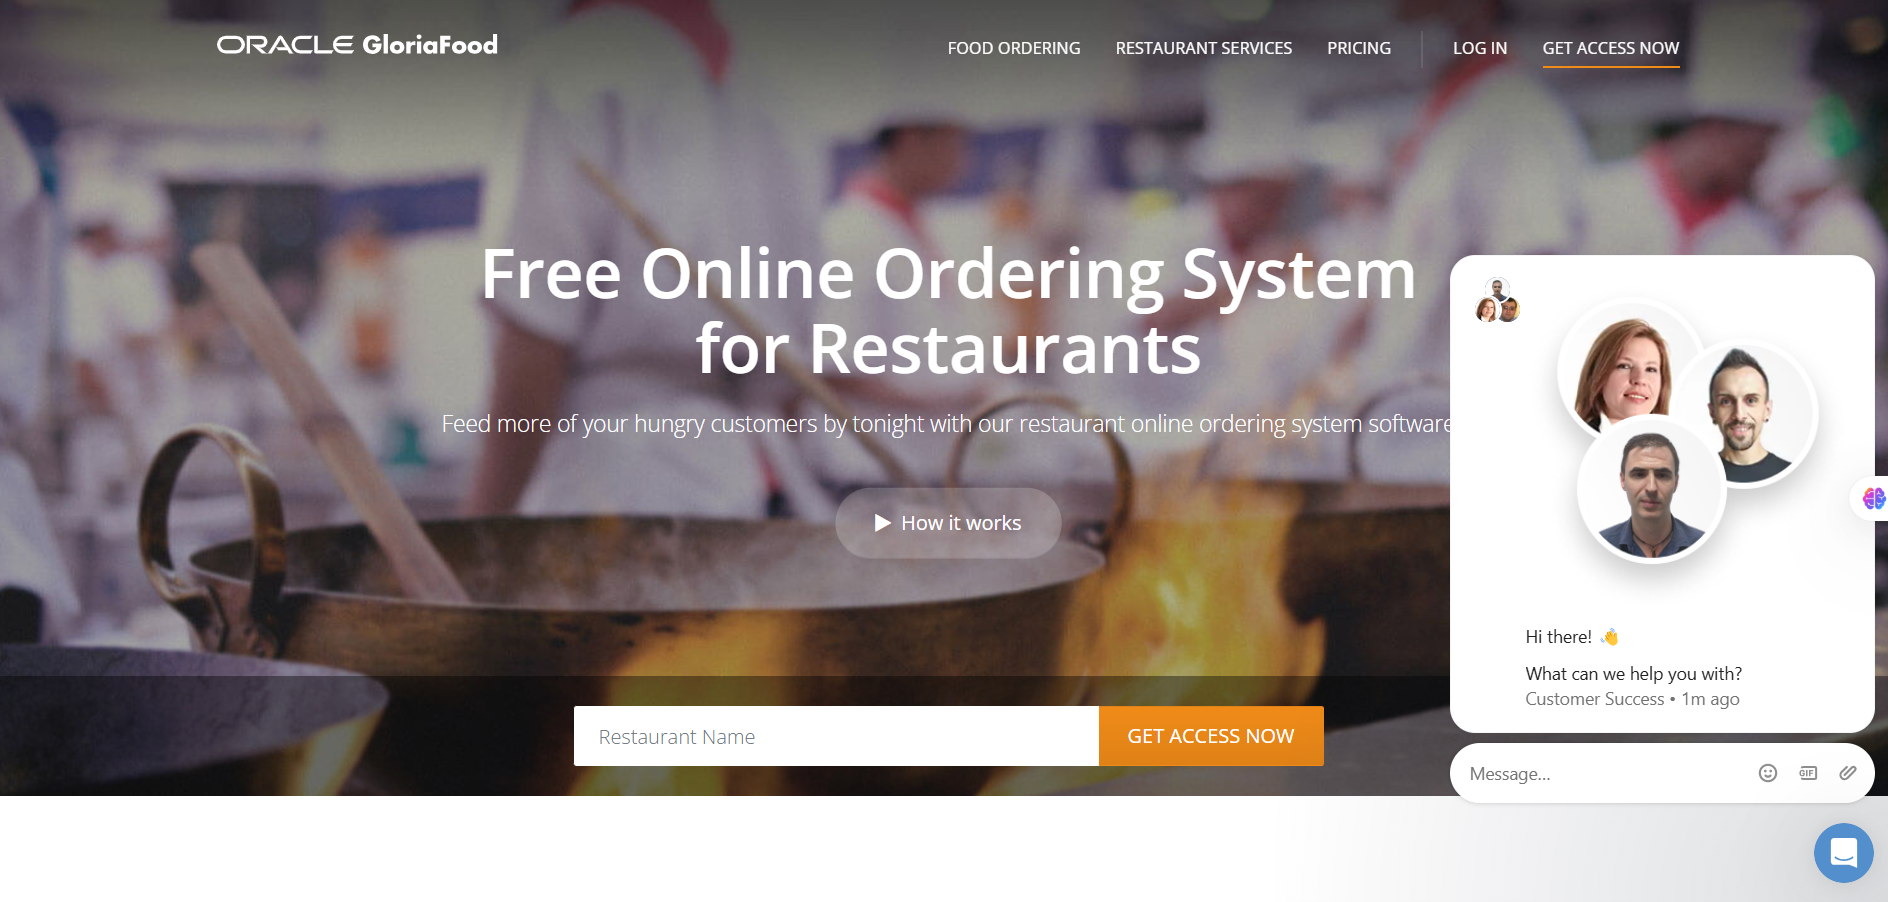 ORACLE GloriaFood
FOOD ORDERING
RESTAURANT SERVICES
PRICING
LOG IN
GET ACCESS NOW
Free Online Ordering System
for Restaurants
Feed more of your hungry customers by tonight with our restaurant online ordering system software
How it works
Restaurant Name
GET ACCESS NOW
Hi there! 👋
What can we help you with?
Customer Success • 1m ago
Message...
GIF